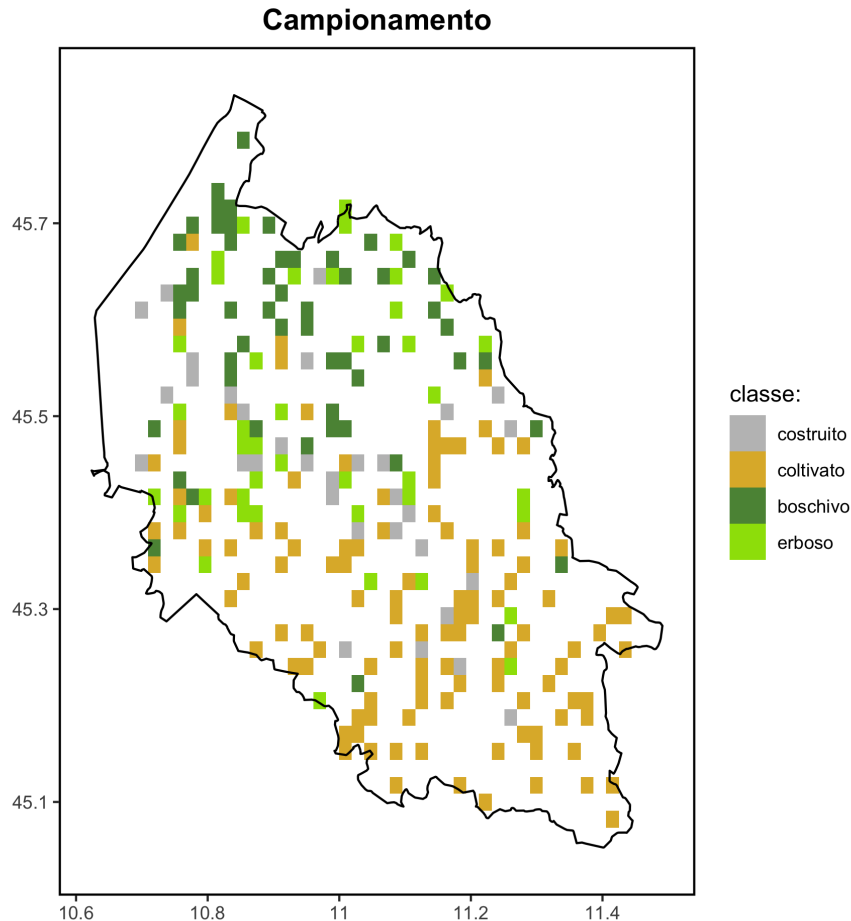 Campionamento
45.7
45.5
45.3
45.1
10.6
10.8
11
11.2
11.4
classe:
costruito
coltivato
boschivo
erboso